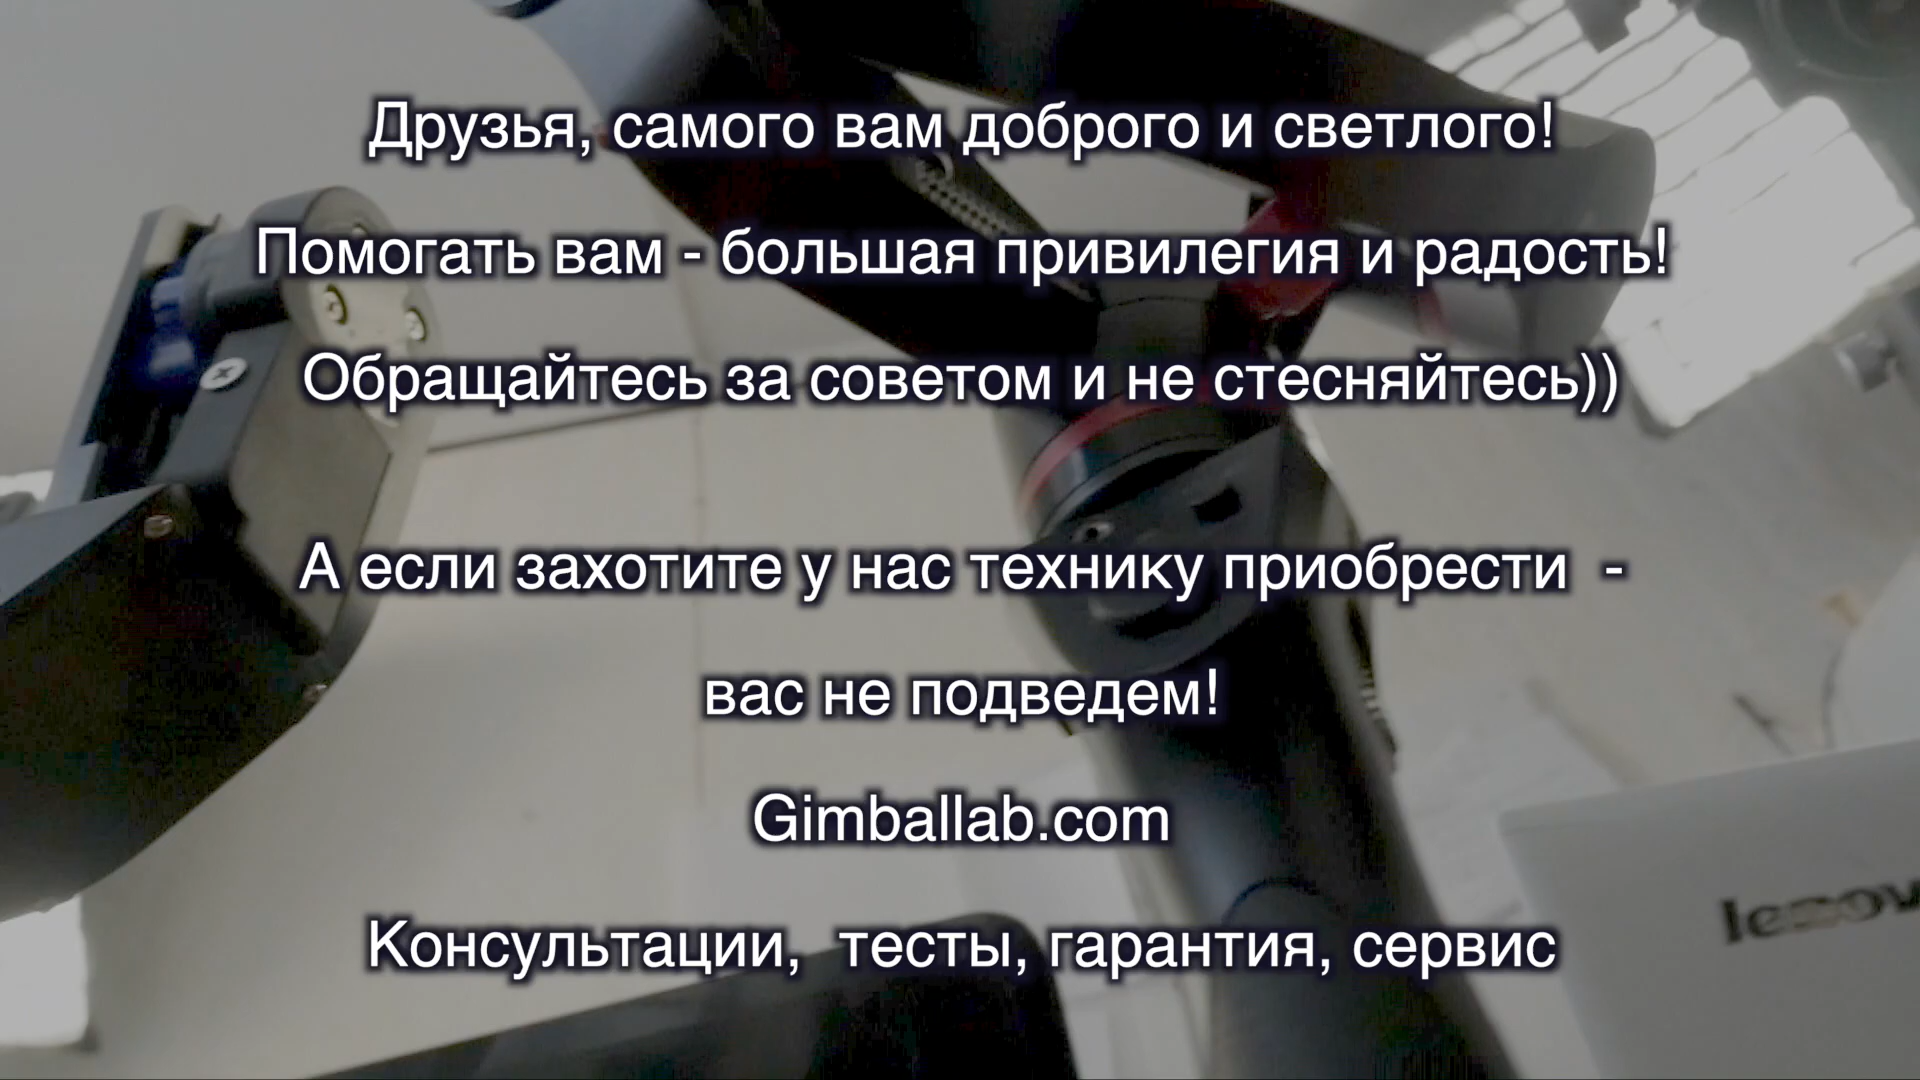 Друзья, самого вам доброго и светлого!
Помогать вам - большая привилегия и радость!
Обращайтесь за советом и не стесняйтесь))
А если захотите у нас технику приобрести -
вас не подведем!
Gimballab.com
Консультации, тесты, гарантия, сервис